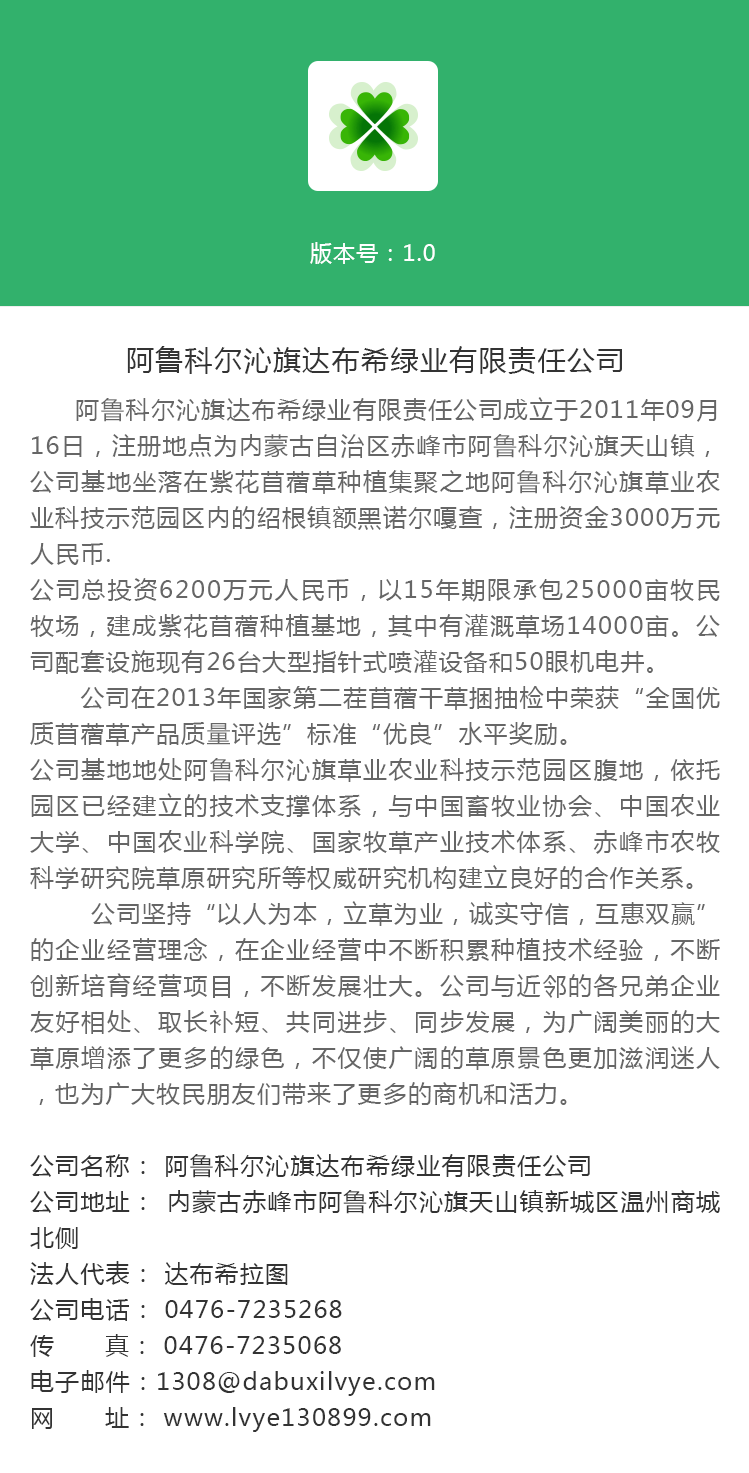 版本号：1.0
阿鲁科尔沁旗达布希绿业有限责任公司
阿鲁科尔沁旗达布希绿业有限责任公司成立于2011年09月
16日，注册地点为内蒙古自治区赤峰市阿鲁科尔沁旗天山镇，
公司基地坐落在紫花苜蓿草种植集聚之地阿鲁科尔沁旗草业农
业科技示范园区内的绍根镇额黑诺尔嘎查，注册资金3000万元
人民币.
公司总投资6200万元人民币，以15年期限承包25000亩牧民
牧场，建成紫花苜蓿种植基地，其中有灌溉草场14000亩。公
司配套设施现有26台大型指针式喷灌设备和50眼机电井。
公司在2013年国家第二茬苜蓿干草捆抽检中荣获“全国优
质苜蓿草产品质量评选”标准“优良”水平奖励。
公司基地地处阿鲁科尔沁旗草业农业科技示范园区腹地，依托
园区已经建立的技术支撑体系，与中国畜牧业协会、中国农业
大学、中国农业科学院、国家牧草产业技术体系、赤峰市农牧
科学研究院草原研究所等权威研究机构建立良好的合作关系。
公司坚持“以人为本，立草为业，诚实守信，互惠双赢”
的企业经营理念，在企业经营中不断积累种植技术经验，不断
创新培育经营项目，不断发展壮大。公司与近邻的各兄弟企业
友好相处、取长补短、共同进步、同步发展，为广阔美丽的大
草原增添了更多的绿色，不仅使广阔的草原景色更加滋润迷人
，也为广大牧民朋友们带来了更多的商机和活力。
公司名称： 阿鲁科尔沁旗达布希绿业有限责任公司
公司地址： 内蒙古赤峰市阿鲁科尔沁旗天山镇新城区温州商城
北侧
法人代表： 达布希拉图
公司电话： 0476-7235268
传　　真： 0476-7235068
电子邮件：1308@dabuxilvye.com
网　　址： www.lvye130899.com